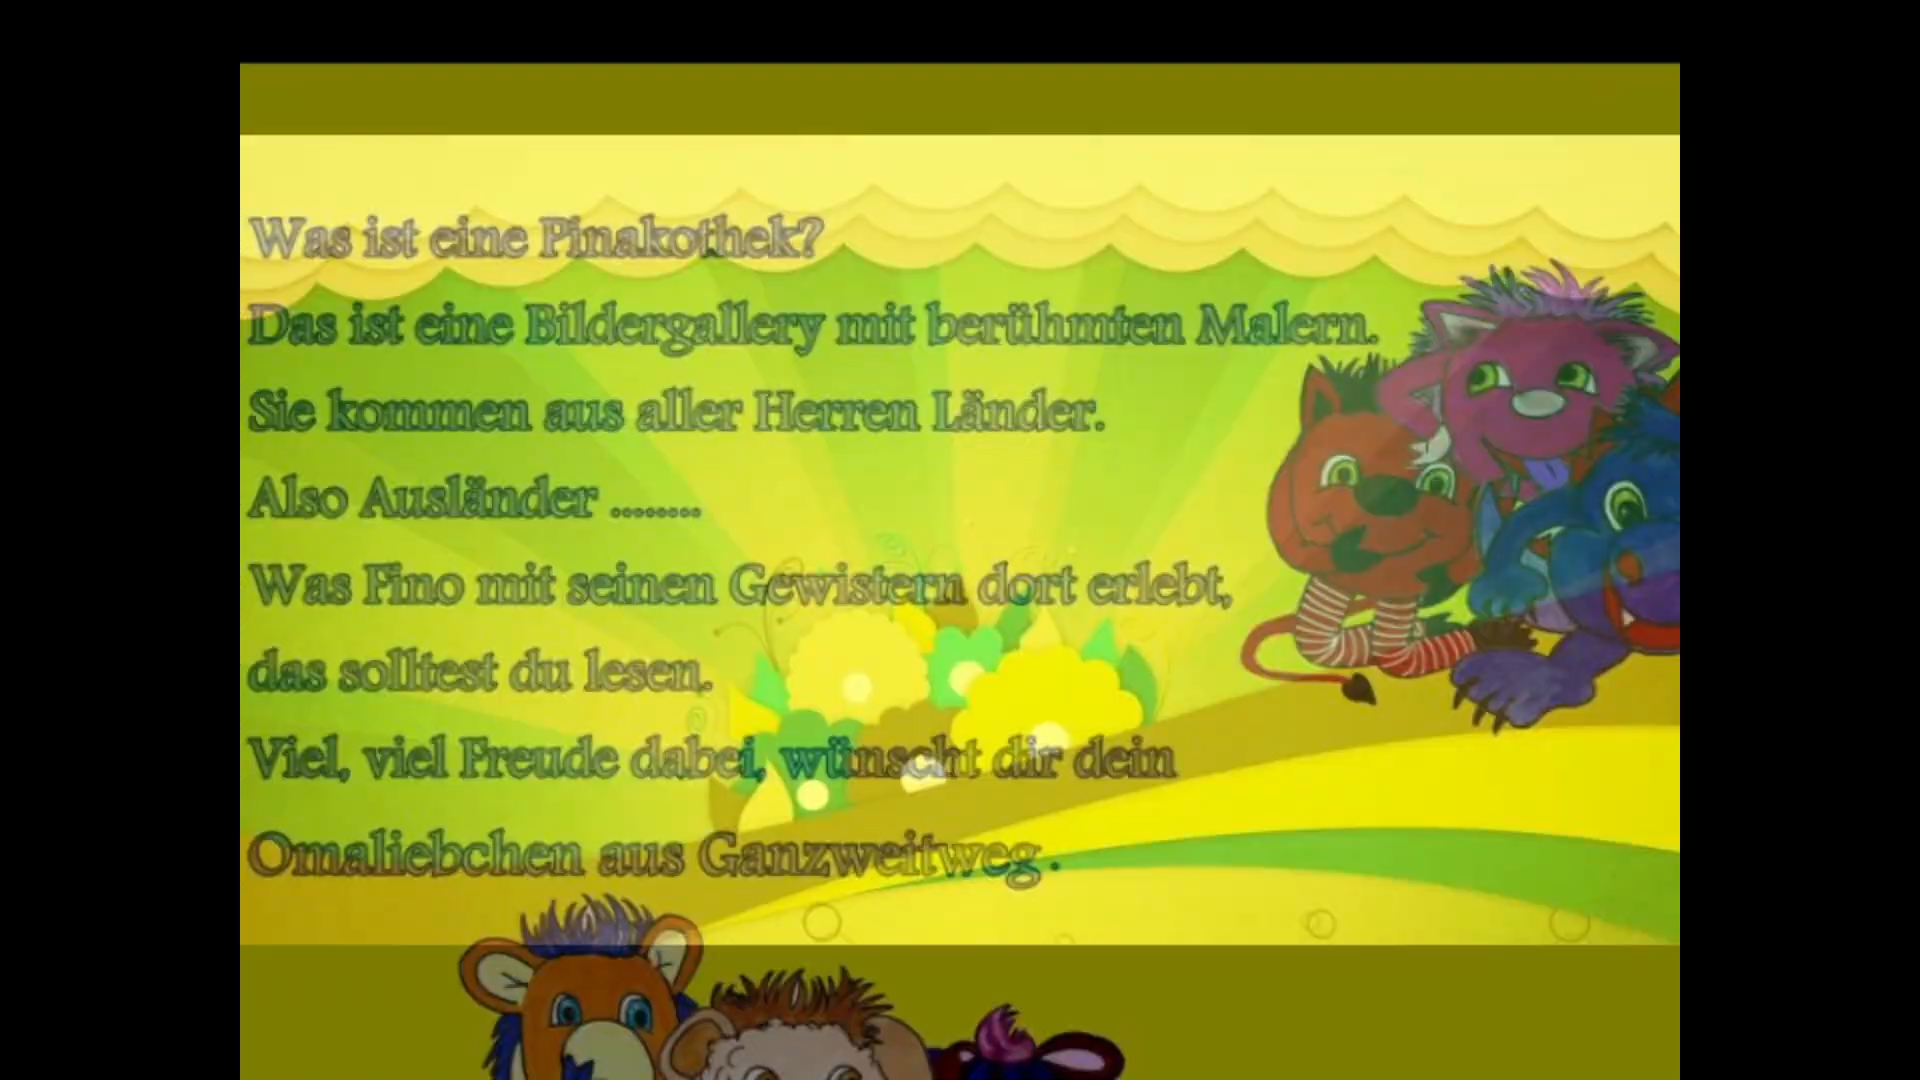 Was ist eine Pinakothek?
Das ist eine Bildergallery mit berühmten Malern.
Sie kommen aus aller Herren Länder.
Also Ausländer ........
Was Fino mit seinen Gewistern dort erlebt,
das solltest du lesen.
Viel, viel Freude dabei, wünscht dir dein
Omaliebchen aus Ganzweitweg .